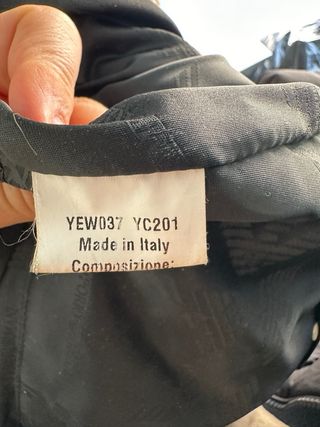 YEW037 YC201
Made in Italy
Composizione: